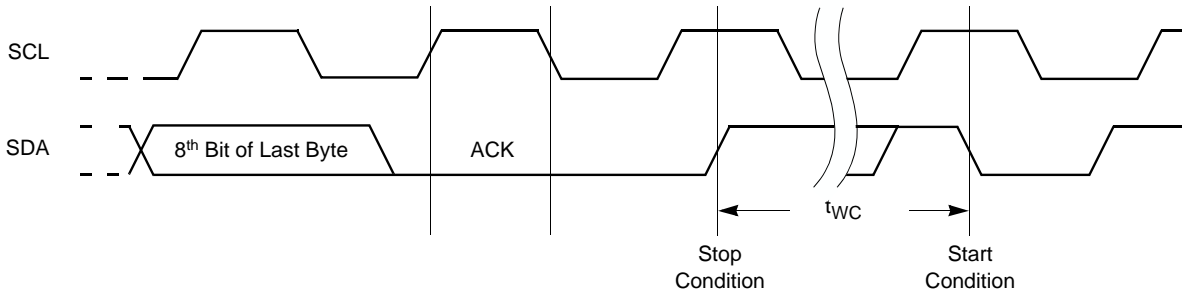 SCL
SDA
8th Bit of Last Byte
ACK
tWC
Stop
Condition
Start
Condition